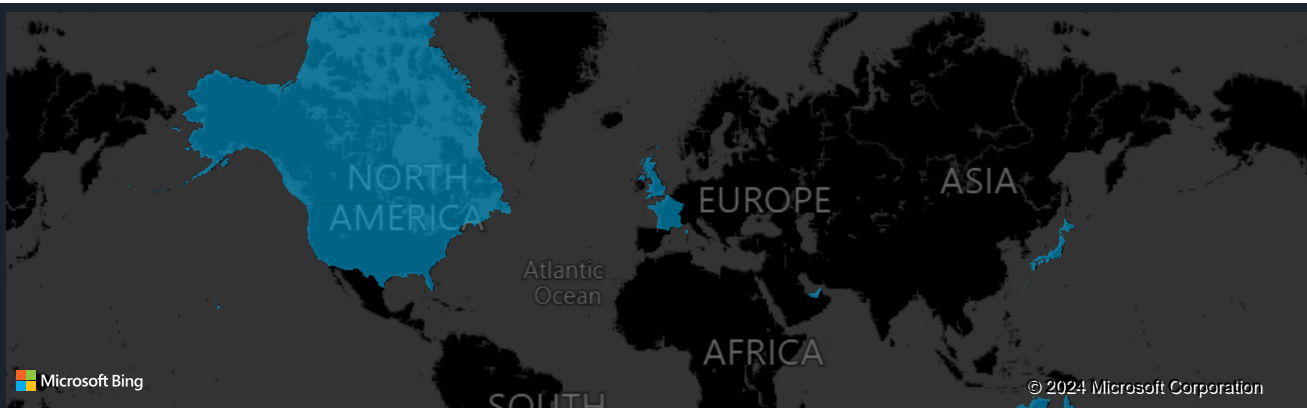 NORTH
AMERICA
EUROPE
ASIA
Atlantic
Ocean
AFRICA
SOUTH
Microsoft Bing
© 2024 Microsoft Corporation